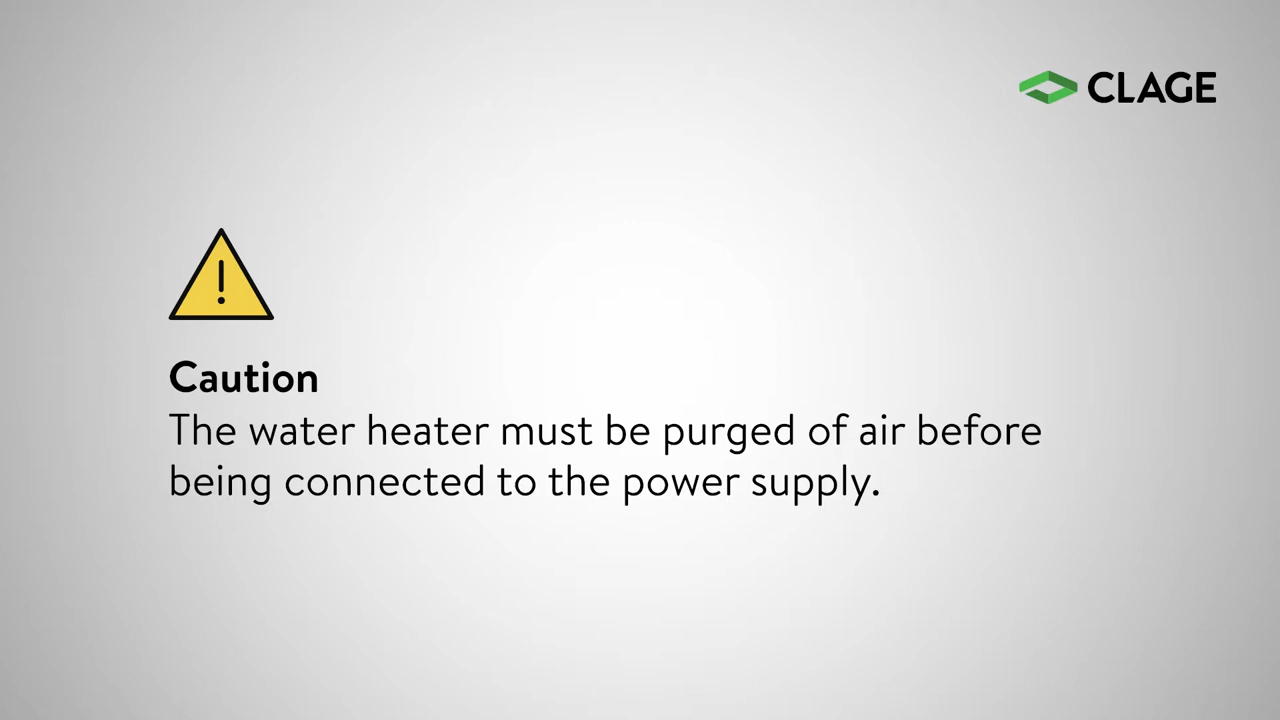 CLAGE
Caution
The water heater must be purged of air before
being connected to the power supply.